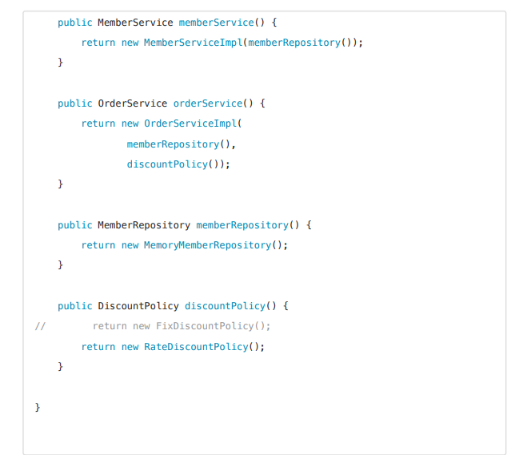 public MemberService memberService() {
return new MemberServiceImpl(memberRepository());
}
public OrderService orderService() {
return new OrderServiceImpl(
memberRepository(),
discountPolicy());
}
public MemberRepository memberRepository() {
return new MemoryMemberRepository();
}
public DiscountPolicy discountPolicy() {
// return new FixDiscountPolicy();
return new RateDiscountPolicy();
}
}